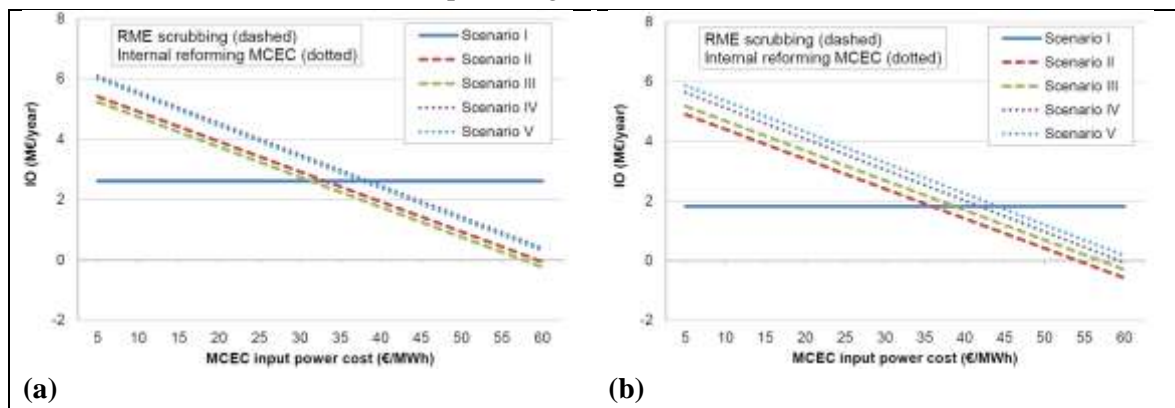 8
6
4
2
0
-2
IO (M€/year)
RME scrubbing (dashed)
Internal reforming MCEC (dotted)
Scenario I
Scenario II
Scenario III
Scenario IV
Scenario V
5 10 15 20 25 30 35 40 45 50 55 60
MCEC input power cost (€/MWh)
(a)
8
6
4
2
0
-2
IO (M€/year)
RME scrubbing (dashed)
Internal reforming MCEC (dotted)
Scenario I
Scenario II
Scenario III
Scenario IV
Scenario V
5 10 15 20 25 30 35 40 45 50 55 60
MCEC input power cost (€/MWh)
(b)